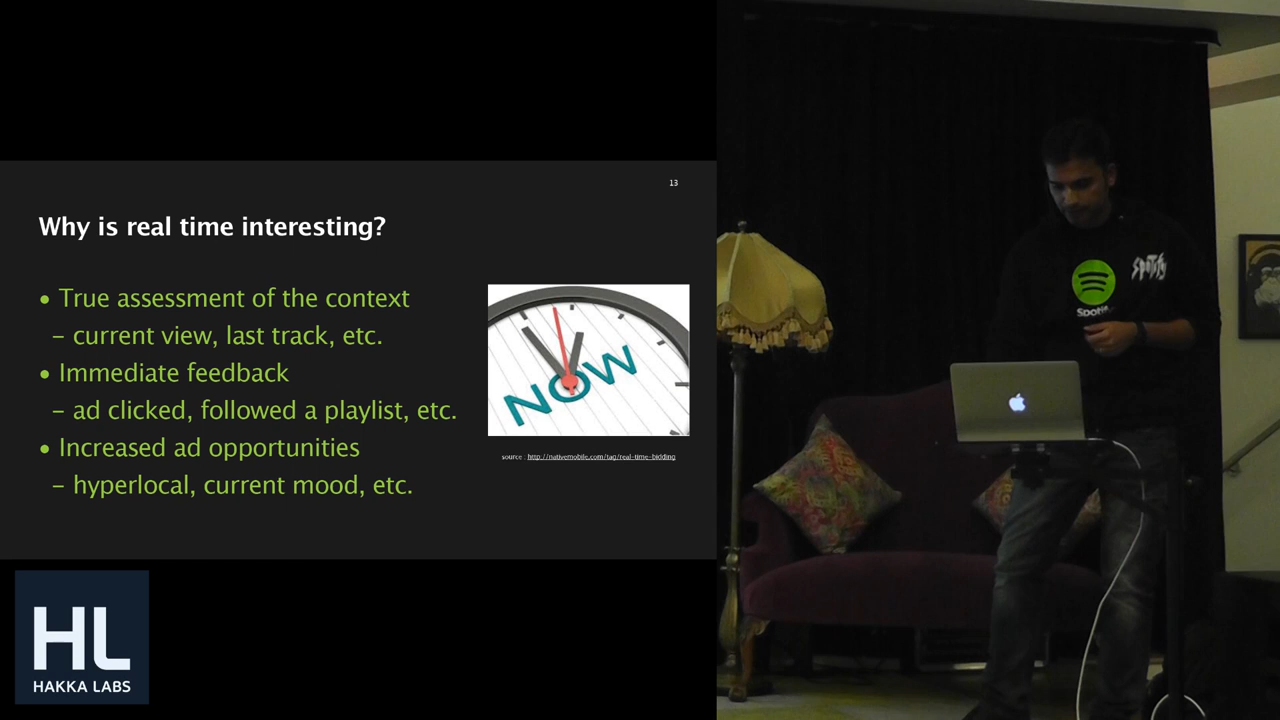 13
Why is real time interesting?
• True assessment of the context
– current view, last track, etc.
• Immediate feedback
– ad clicked, followed a playlist, etc.
• Increased ad opportunities
– hyperlocal, current mood, etc.
NOW
source : http://nativemobile.com/tag/real-time-bidding
HL
HAKKA LABS
Spotify